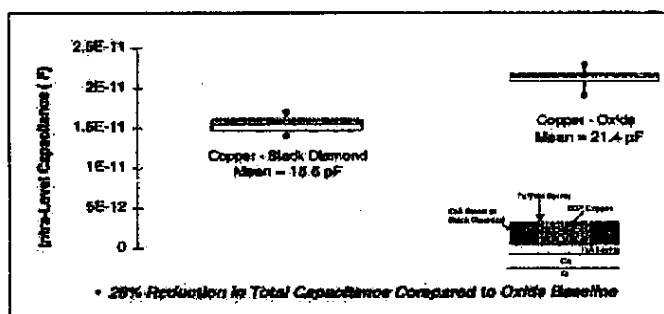 2.5E-11
2E-11
1.5E-11
1E-11
5E-12
0
Intra-Level Capacitance (F)
Copper - Black Diamond
Mean = 15.5 pF
Copper - Oxide
Mean = 21.4 pF
Copper
• 28% Reduction in Total Capacitance Compared to Oxide Baseline